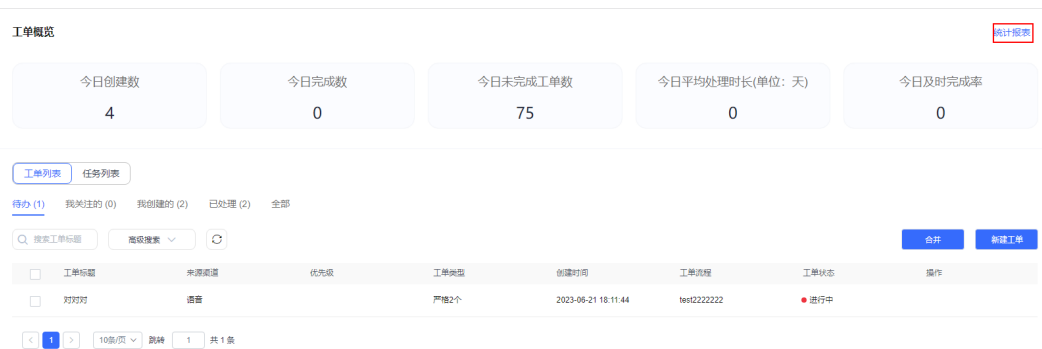 工单概览 统计报表
今日创建数 今日完成数 今日未完成工单数 今日平均处理时长(单位：天) 今日及时完成率
4 0 75 0 0
工单列表 任务列表
待办 (1) 我关注的 (0) 我创建的 (2) 已处理 (2) 全部
搜索工单标题 高级搜索 合并 新建工单
工单标题 来源渠道 优先级 工单类型 创建时间 工单流程 工单状态 操作
对对对 语音 严格2个 2023-06-21 18:11:44 test2222222 进行中
< 1 > 10条/页 跳转 1 共 1 条